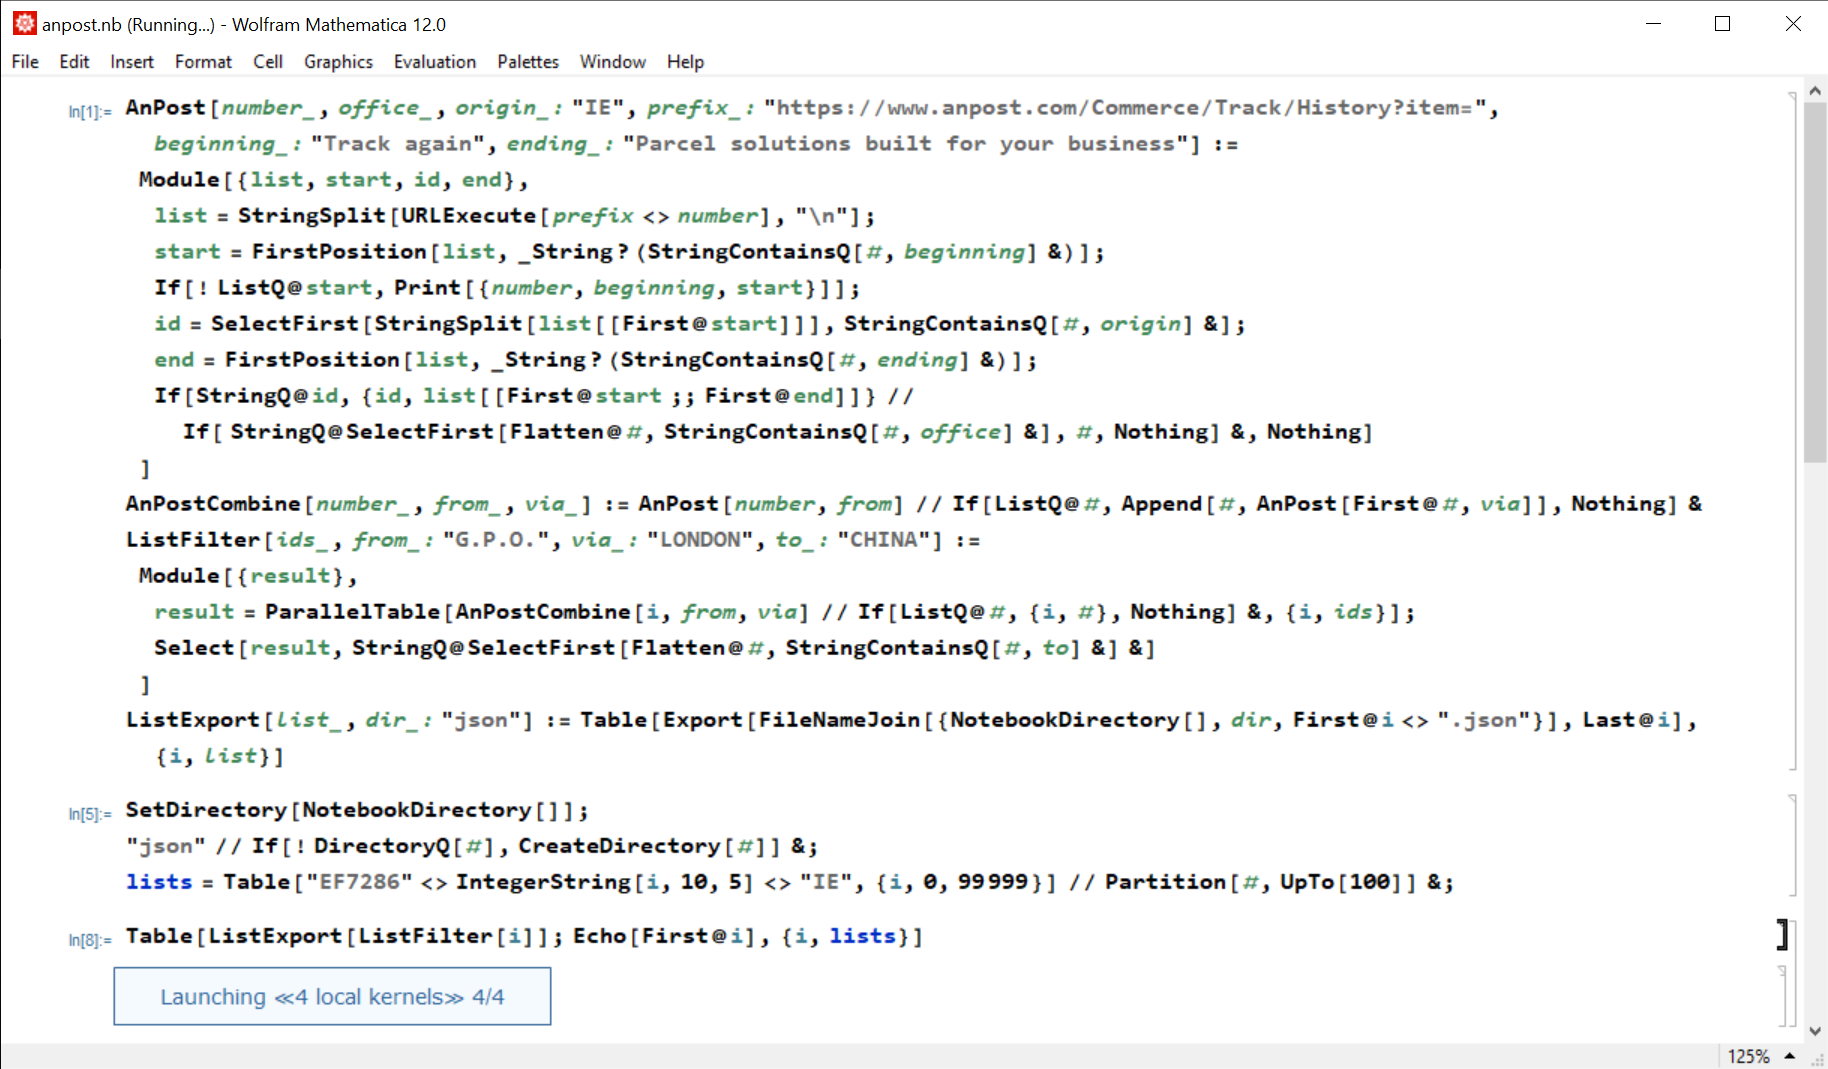 anpost.nb (Running...) - Wolfram Mathematica 12.0
File Edit Insert Format Cell Graphics Evaluation Palettes Window Help
In[1]:= AnPost[number_, office_, origin_: "IE", prefix_: "https://www.anpost.com/Commerce/Track/History?item=",
beginning_: "Track again", ending_: "Parcel solutions built for your business"] :=
Module[{list, start, id, end},
list = StringSplit[URLExecute[prefix <> number], "\n"];
start = FirstPosition[list, _String? (StringContainsQ[#, beginning] &)];
If[! ListQ@start, Print[{number, beginning, start}]];
id = SelectFirst[StringSplit[list[[First@start]]], StringContainsQ[#, origin] &];
end = FirstPosition[list, _String? (StringContainsQ[#, ending] &)];
If[StringQ@id, {id, list[[First@start ;; First@end]]} //
If[ StringQ@SelectFirst[Flatten@#, StringContainsQ[#, office] &], #, Nothing] &, Nothing]
]
AnPostCombine[number_, from_, via_] := AnPost[number, from] // If[ListQ@#, Append[#, AnPost[First@#, via]], Nothing] &
ListFilter[ids_, from_: "G.P.O.", via_: "LONDON", to_: "CHINA"] :=
Module[{result},
result = ParallelTable[AnPostCombine[i, from, via] // If[ListQ@#, {i, #}, Nothing] &, {i, ids}];
Select[result, StringQ@SelectFirst[Flatten@#, StringContainsQ[#, to] &] &]
]
ListExport[list_, dir_: "json"] := Table[Export[FileNameJoin[{NotebookDirectory[], dir, First@i <> ".json"}], Last@i],
{i, list}]
In[5]:= SetDirectory[NotebookDirectory[]];
"json" // If[! DirectoryQ[#], CreateDirectory[#]] &;
lists = Table["EF7286" <> IntegerString[i, 10, 5] <> "IE", {i, 0, 99999}] // Partition[#, UpTo[100]] &;
In[8]:= Table[ListExport[ListFilter[i]]; Echo[First@i], {i, lists}]
Launching ≪4 local kernels≫ 4/4
125%